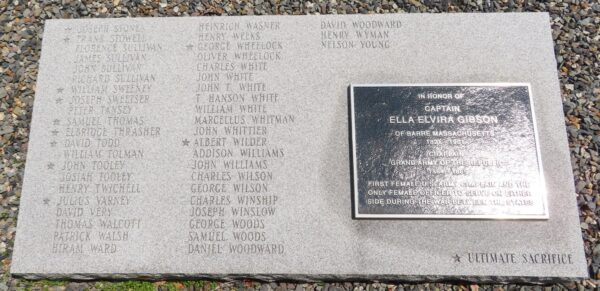 ★ JOSEPH STONES
★ FRANK STOWELL
FLORENCE SULLIVAN
JAMES SULLIVAN
JOHN SULLIVAN
RICHARD SULLIVAN
★ WILLIAM SWEENEY
★ JOSEPH SWEETSER
PETER TANSEY
★ SAMUEL THOMAS
★ ELBRIDGE THRASHER
★ DAVID TODD
WILLIAM TOLMAN
★ JOHN TOOLEY
JOSIAH TOOLEY
HENRY TWICHELL
★ JULIUS VARNEY
DAVID VERY
THOMAS WALCOTT
PATRICK WALSH
HIRAM WARD
HEINRICH WASNER
HENRY WEEKS
★ GEORGE WHEELOCK
OLIVER WHEELOCK
CHARLES WHITE
JOHN WHITE
JOHN T. WHITE
T. HANSON WHITE
WILLIAM WHITE
MARCELLUS WHITMAN
JOHN WHITTIER
★ ALBERT WILDER
ADDISON WILLIAMS
JOHN WILLIAMS
CHARLES WILSON
GEORGE WILSON
CHARLES WINSHIP
JOSEPH WINSLOW
GEORGE WOODS
SAMUEL WOODS
DANIEL WOODWARD
DAVID WOODWARD
HENRY WYMAN
NELSON YOUNG
IN HONOR OF
CAPTAIN
ELLA ELVIRA GIBSON
OF BARRE MASSACHUSETTS
GRAND ARMY OF THE
FIRST FEMALE U.S. ARMY CHAPLAIN AND THE
ONLY FEMALE OFFICER TO SERVE ON EITHER
SIDE DURING THE WAR BETWEEN THE STATES
★ ULTIMATE SACRIFICE